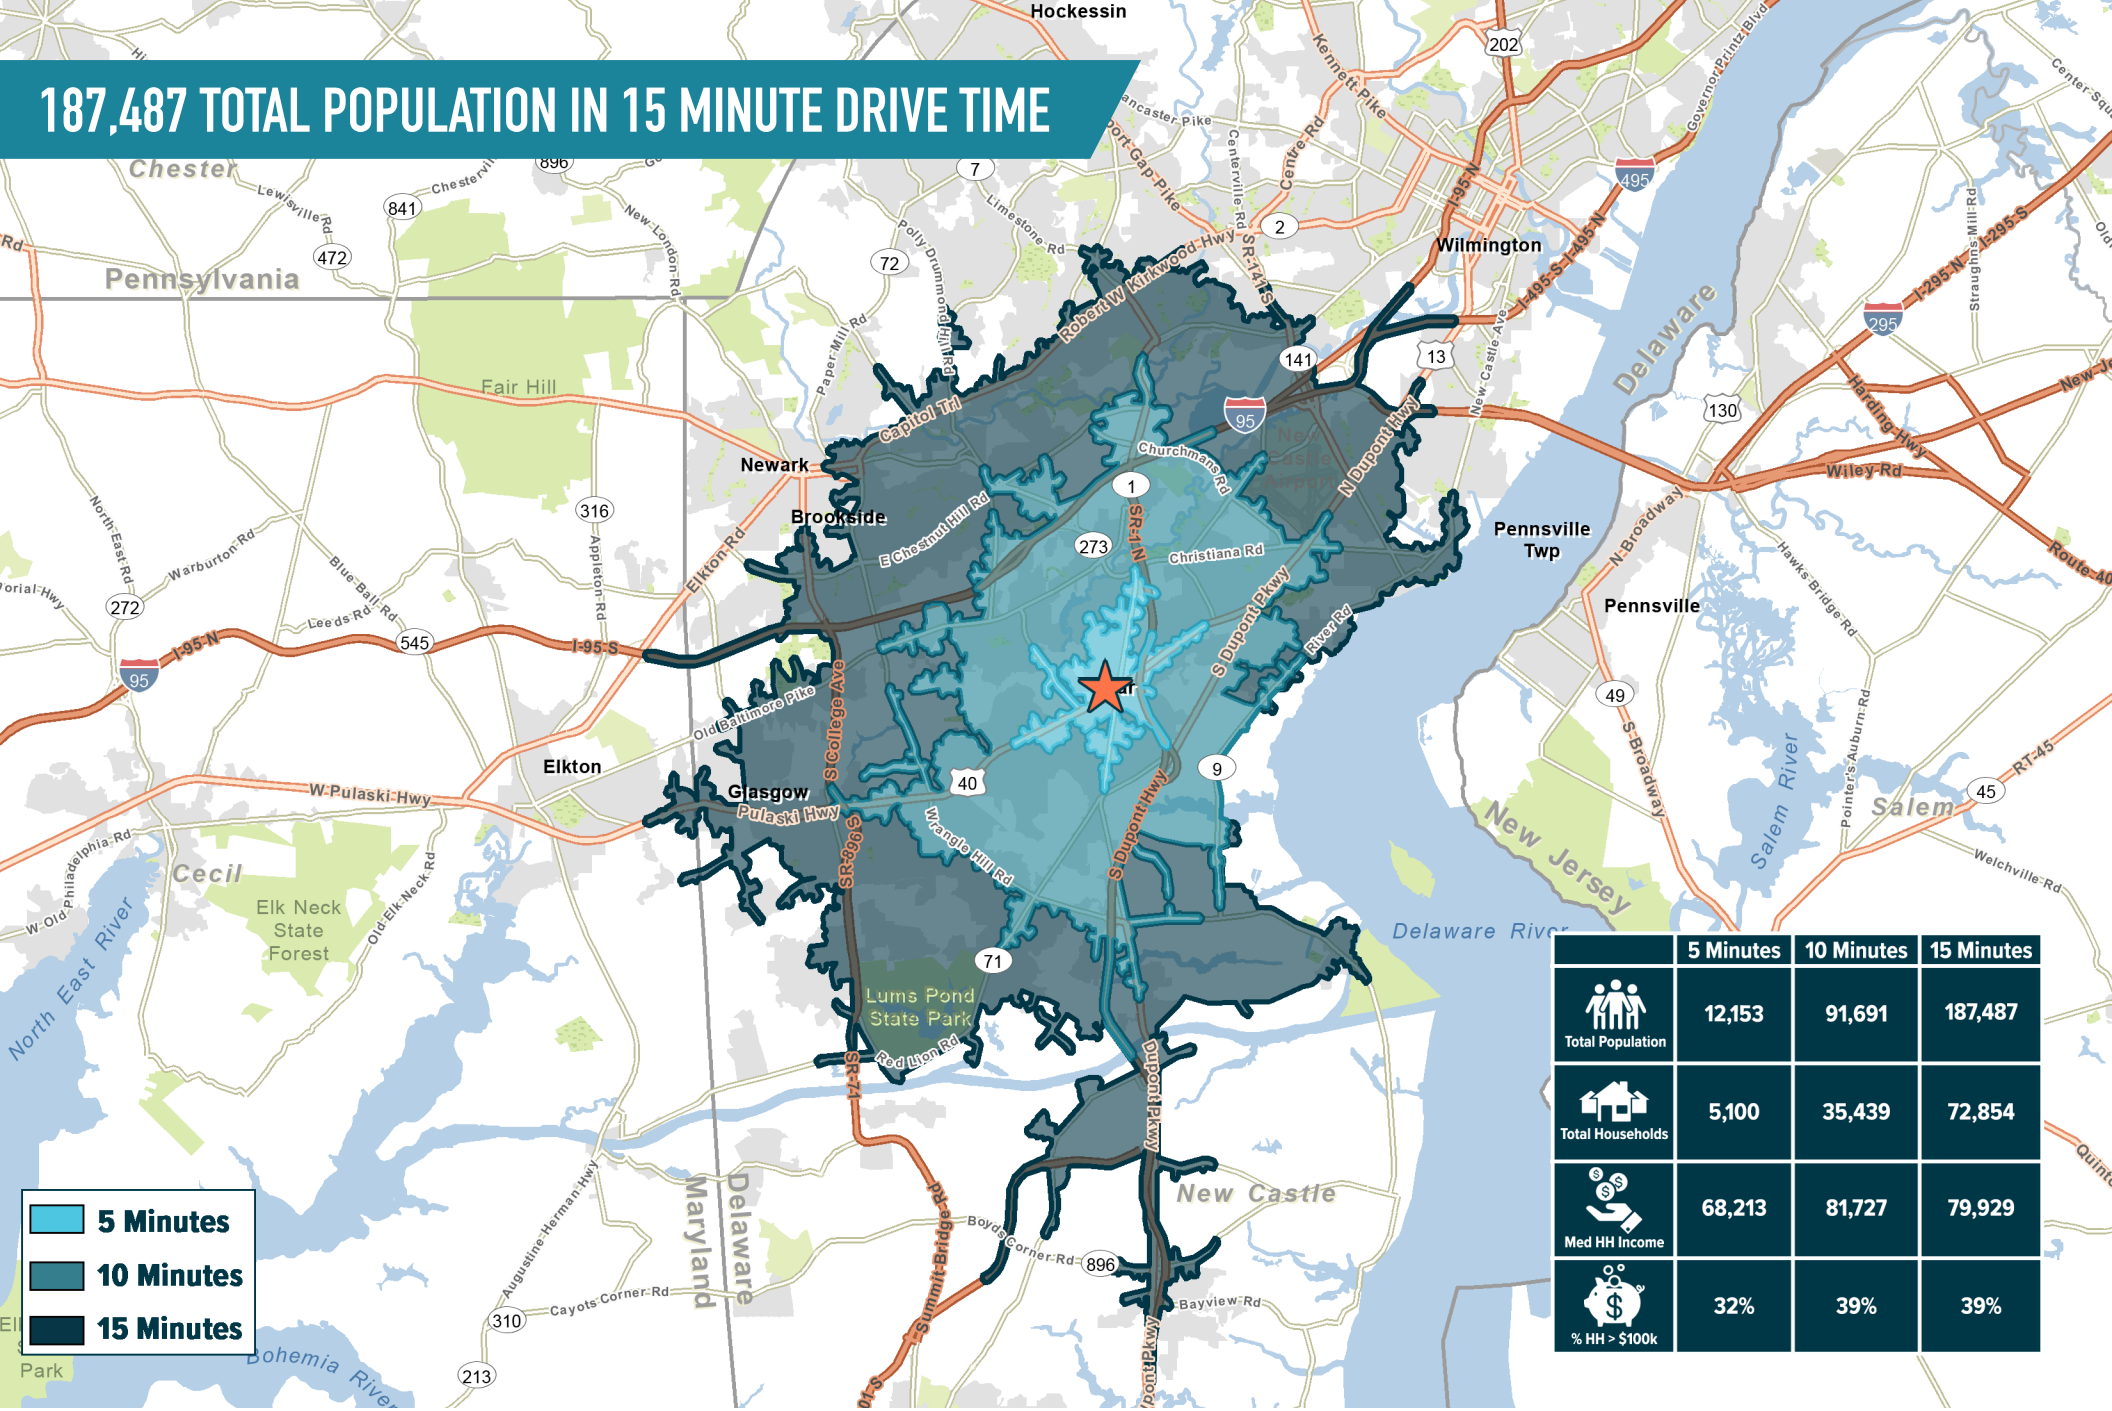 187,487 TOTAL POPULATION IN 15 MINUTE DRIVE TIME
Hockessin
202
Kennett Pike
Governor Printz Blvd
Lancaster Pike
Centerville Rd
Centre Rd
495
Chester
896
Lewisville Rd
841
7
Limestone Rd
2
I-95-N
New London Rd
472
72
Polly Drummond Hill Rd
Robert W Kirkwood Hwy
SR-141 S
Wilmington
I-495-S I-495-N
I-295-N I-295-S
Straughns Mill Rd
Pennsylvania
295
Delaware
Paper Mill Rd
141
13
New Castle Ave
Fair Hill
Capitol Trl
95
130
Harding Hwy
Wiley Rd
Newark
Churchmans Rd
New
Castle
Airport
N Dupont Hwy
1
SR-1 N
316
Brookside
E Chestnut Hill Rd
North East Rd
Warburton Rd
Blue Ball Rd
Appleton Rd
Elkton Rd
273
Christiana Rd
Pennsville
Twp
N Broadway
Hawks Bridge Rd
Route 40
272
Leeds Rd
545
Pennsville
I-95-N
I-95-S
95
S Dupont Pkwy
River Rd
49
S Broadway
Old Baltimore Pike
S College Ave
Elkton
W Pulaski Hwy
Glasgow
Pulaski Hwy
40
9
S Dupont Hwy
Salem River
Pointer's Auburn Rd
RT-45
45
Salem
Welchville Rd
W Old Philadelphia Rd
Cecil
Old Elk Neck Rd
SR-896 S
Wrangle Hill Rd
New Jersey
Elk Neck
State
Forest
North East River
71
Delaware River
Lums Pond
State Park
Red Lion Rd
SR-71
Dupont Pkwy
Augustine Herman Hwy
Maryland
Delaware
New Castle
Boyds Corner Rd
896
Summit Bridge Rd
Cayots Corner Rd
310
Bayview Rd
213
Bohemia River
Park
5 Minutes
10 Minutes
15 Minutes
5 Minutes 10 Minutes 15 Minutes
Total Population 12,153 91,691 187,487
Total Households 5,100 35,439 72,854
Med HH Income 68,213 81,727 79,929
% HH > $100k 32% 39% 39%